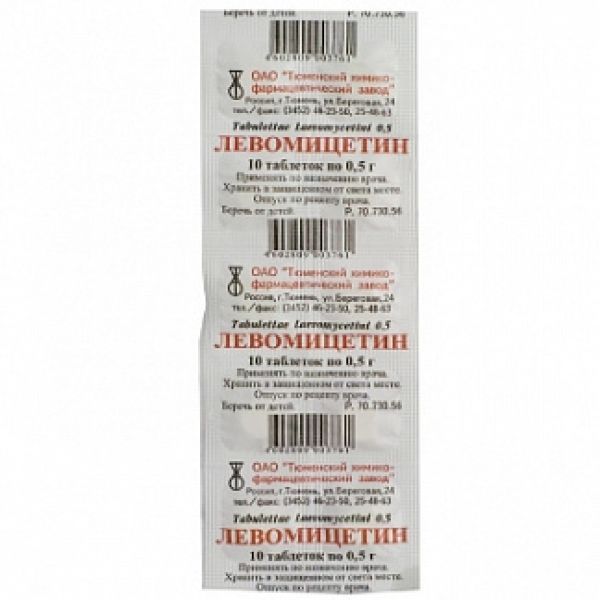 Беречь от детей. Р. 70.730.56
4602809 003761
ОАО "Тюменский химико-
фармацевтический завод"
Россия, г.Тюмень, ул.Береговая,24
тел./факс: (3452) 46-23-50, 25-48-63
Tabulettae Laevomycetini 0,5
ЛЕВОМИЦЕТИН
10 таблеток по 0,5 г
Применять по назначению врача.
Хранить в защищенном от света месте.
Отпуск по рецепту врача.
Беречь от детей. Р. 70.730.56
4602809 003761
ОАО "Тюменский химико-
фармацевтический завод"
Россия, г.Тюмень, ул.Береговая,24
тел./факс: (3452) 46-23-50, 25-48-63
Tabulettae Laevomycetini 0,5
ЛЕВОМИЦЕТИН
10 таблеток по 0,5 г
Применять по назначению врача.
Хранить в защищенном от света месте.
Отпуск по рецепту врача.
Беречь от детей. Р. 70.730.56
4602809 003761
ОАО "Тюменский химико-
фармацевтический завод"
Россия, г.Тюмень, ул.Береговая,24
тел./факс: (3452) 46-23-50, 25-48-63
Tabulettae Laevomycetini 0,5
ЛЕВОМИЦЕТИН
10 таблеток по 0,5 г
Применять по назначению врача.
Хранить в защищенном от света месте.
Отпуск по рецепту врача.